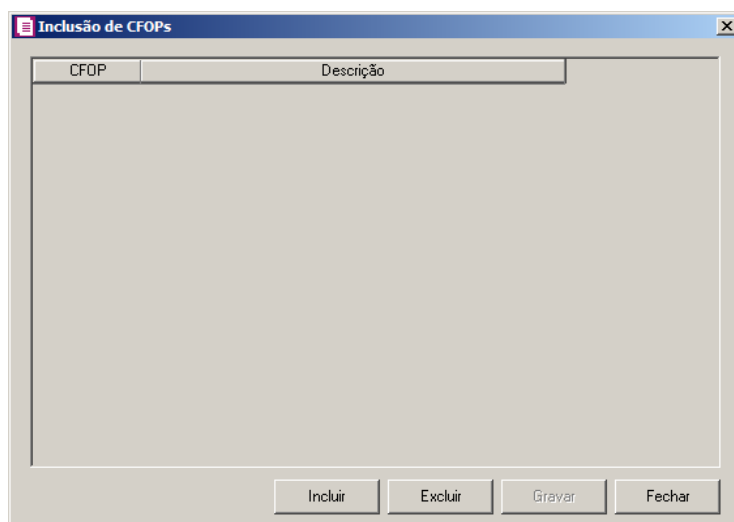 Inclusão de CFOPs
CFOP Descrição
Incluir Excluir Gravar Fechar